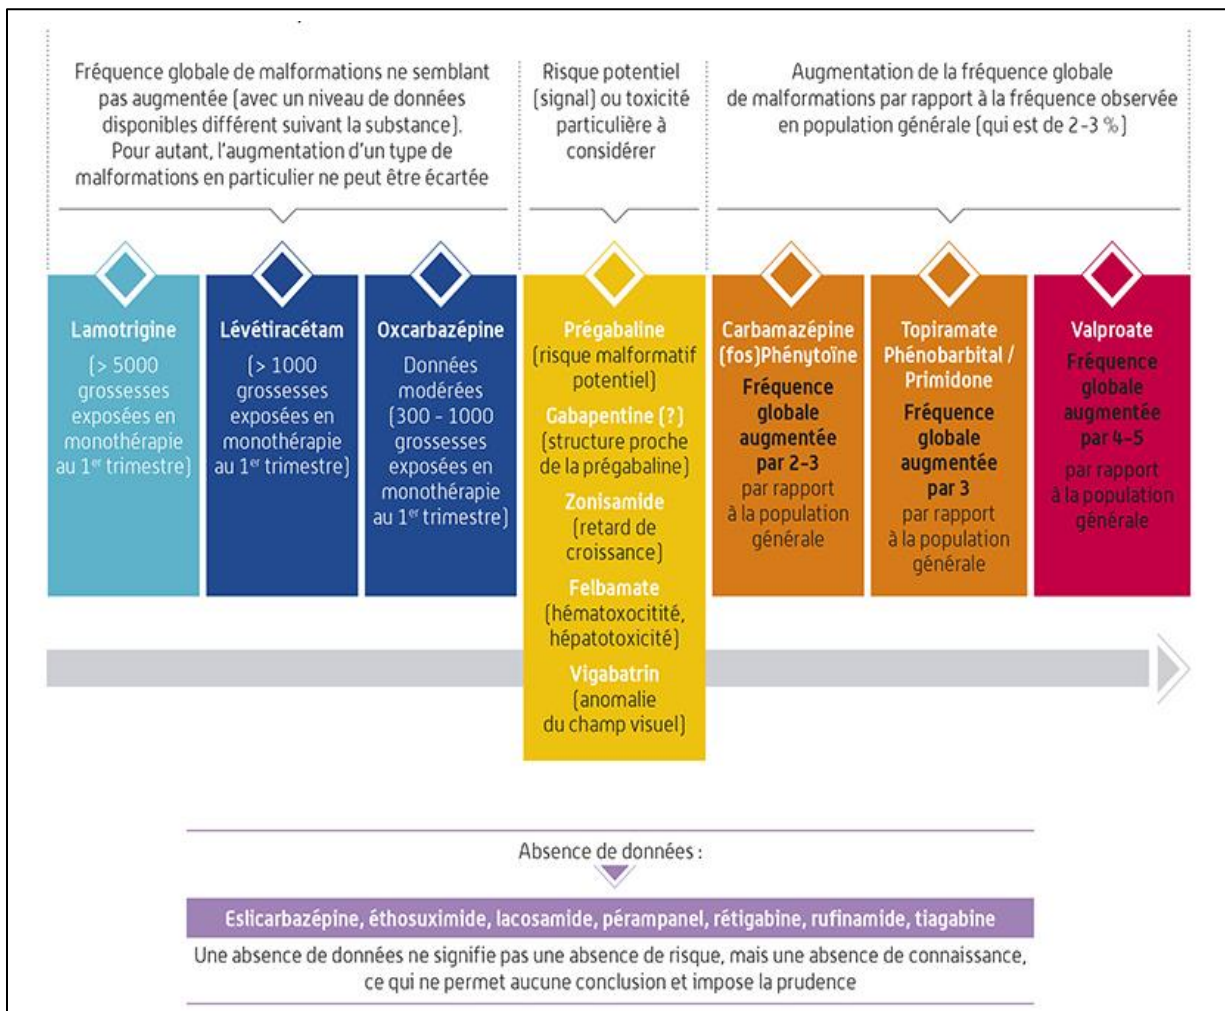 Fréquence globale de malformations ne semblant
pas augmentée (avec un niveau de données
disponibles différent suivant la substance).
Pour autant, l'augmentation d'un type de
malformations en particulier ne peut être écartée
Risque potentiel
(signal) ou toxicité
particulière à
considérer
Augmentation de la fréquence globale
de malformations par rapport à la fréquence observée
en population générale (qui est de 2-3 %)
Lamotrigine
(> 5000
grossesses
exposées en
monothérapie
au 1er trimestre)
Lévétiracétam
(> 1000
grossesses
exposées en
monothérapie
au 1er trimestre)
Oxcarbazépine
Données
modérées
(300 - 1000
grossesses
exposées en
monothérapie
au 1er trimestre)
Prégabaline
(risque malformatif
potentiel)
Gabapentine (?)
(structure proche
de la prégabaline)
Zonisamide
(retard de
croissance)
Felbamate
(hématoxocitité,
hépatotoxicité)
Vigabatrin
(anomalie
du champ visuel)
Carbamazépine
(fos)Phénytoïne
Fréquence
globale
augmentée
par 2-3
par rapport
à la population
générale
Topiramate
Phénobarbital /
Primidone
Fréquence
globale
augmentée
par 3
par rapport
à la population
générale
Valproate
Fréquence
globale
augmentée
par 4-5
par rapport
à la population
générale
Absence de données :
Eslicarbazépine, éthosuximide, lacosamide, pérampanel, rétigabine, rufinamide, tiagabine
Une absence de données ne signifie pas une absence de risque, mais une absence de connaissance,
ce qui ne permet aucune conclusion et impose la prudence